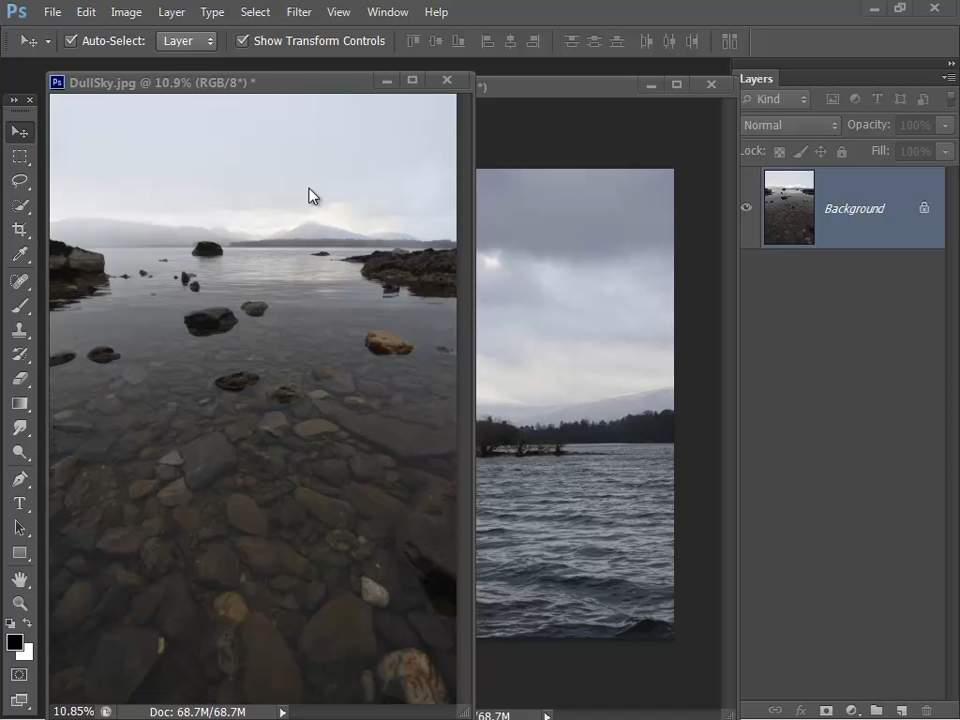 Ps File Edit Image Layer Type Select Filter View Window Help
Auto-Select: Layer Show Transform Controls
Ps DullSky.jpg @ 10.9% (RGB/8*) *
*)
Layers
Kind
Normal Opacity: 100%
Lock: Fill: 100%
Background
T
10.85% Doc: 68.7M/68.7M
/68.7M
fx